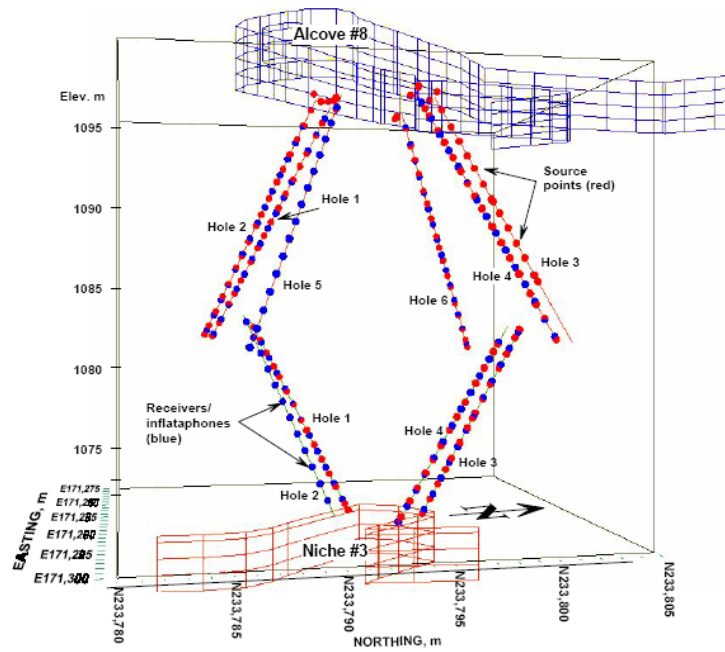 Alcove #8
Elev. m
1095
1090
1085
1080
1075
Source
points (red)
Hole 1
Hole 2
Hole 3
Hole 4
Hole 5
Hole 6
Receivers/
inflataphones
(blue)
Hole 1
Hole 2
Hole 4
Hole 3
E171,275
E171,300
EASTING, m
Niche #3
N
N233,780
N233,785
N233,790
N233,795
N233,800
N233,805
NORTHING, m